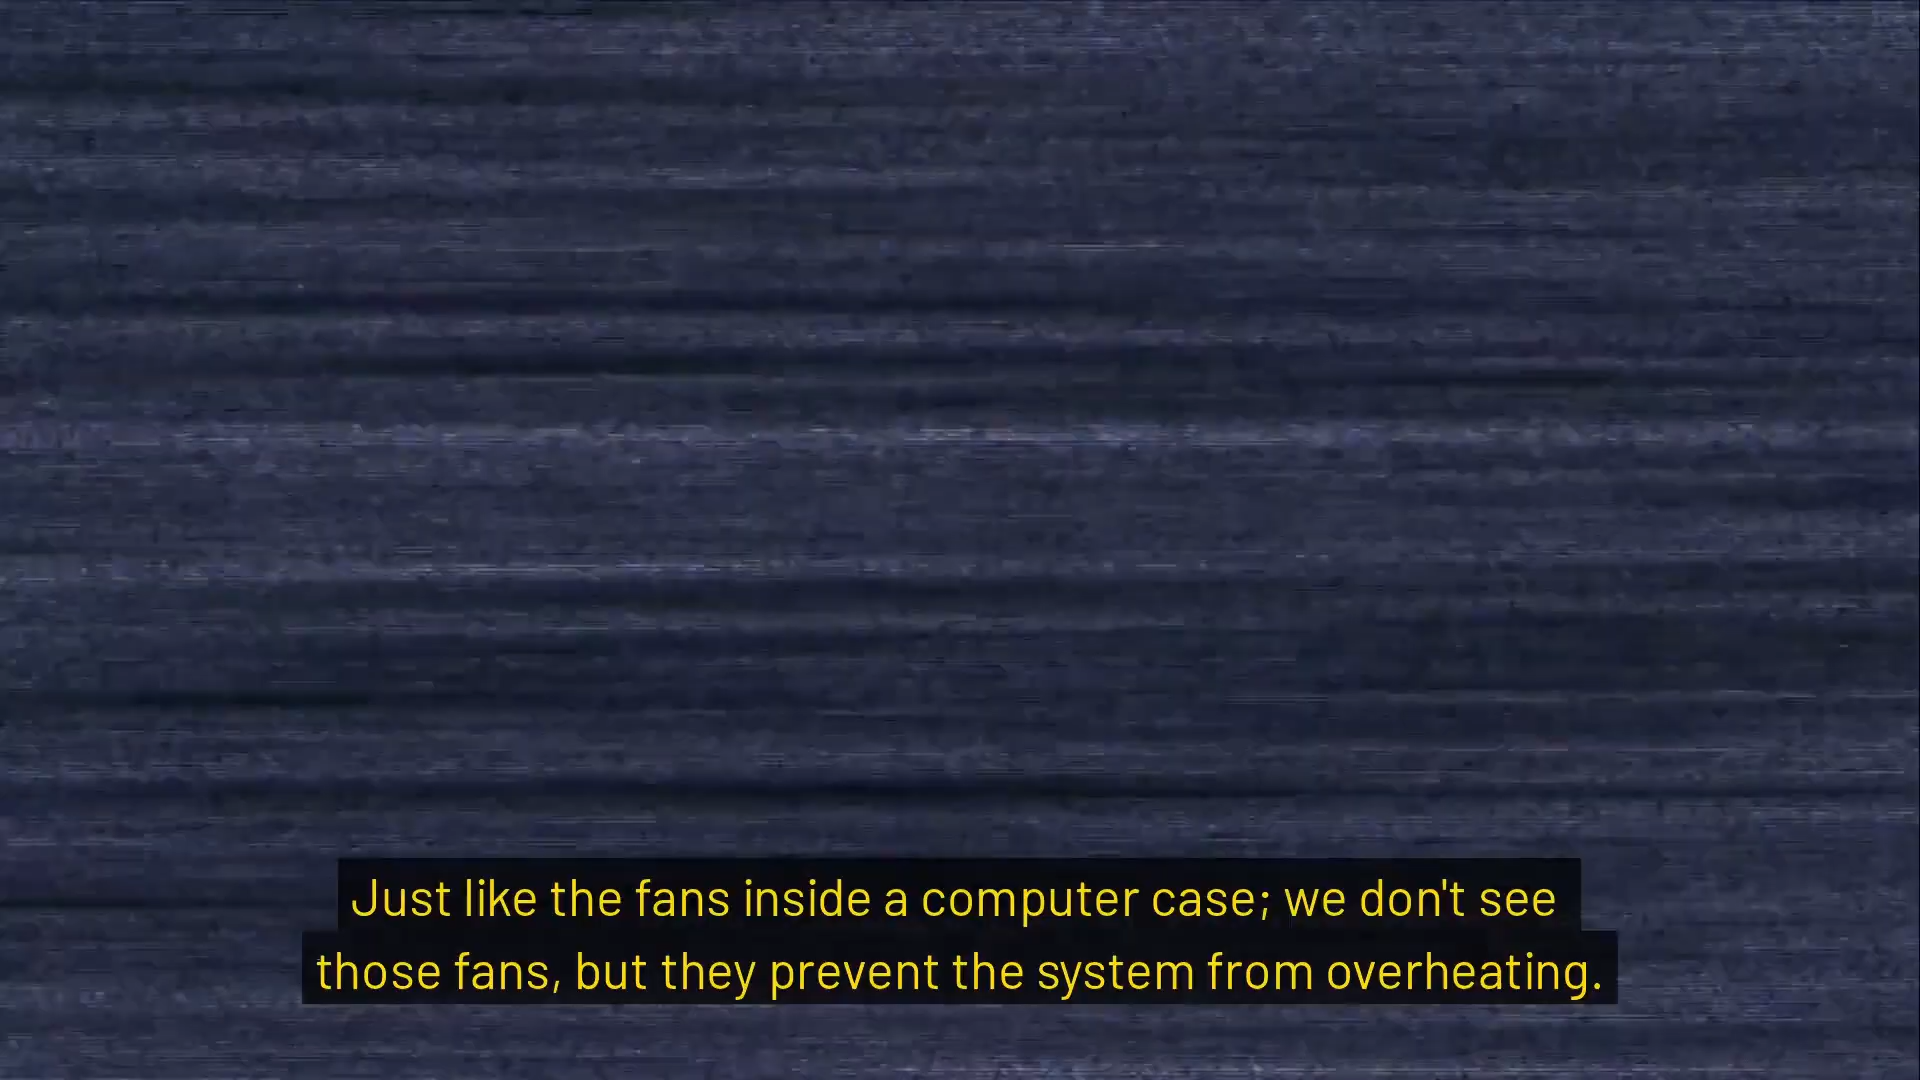 Just like the fans inside a computer case; we don't see
those fans, but they prevent the system from overheating.